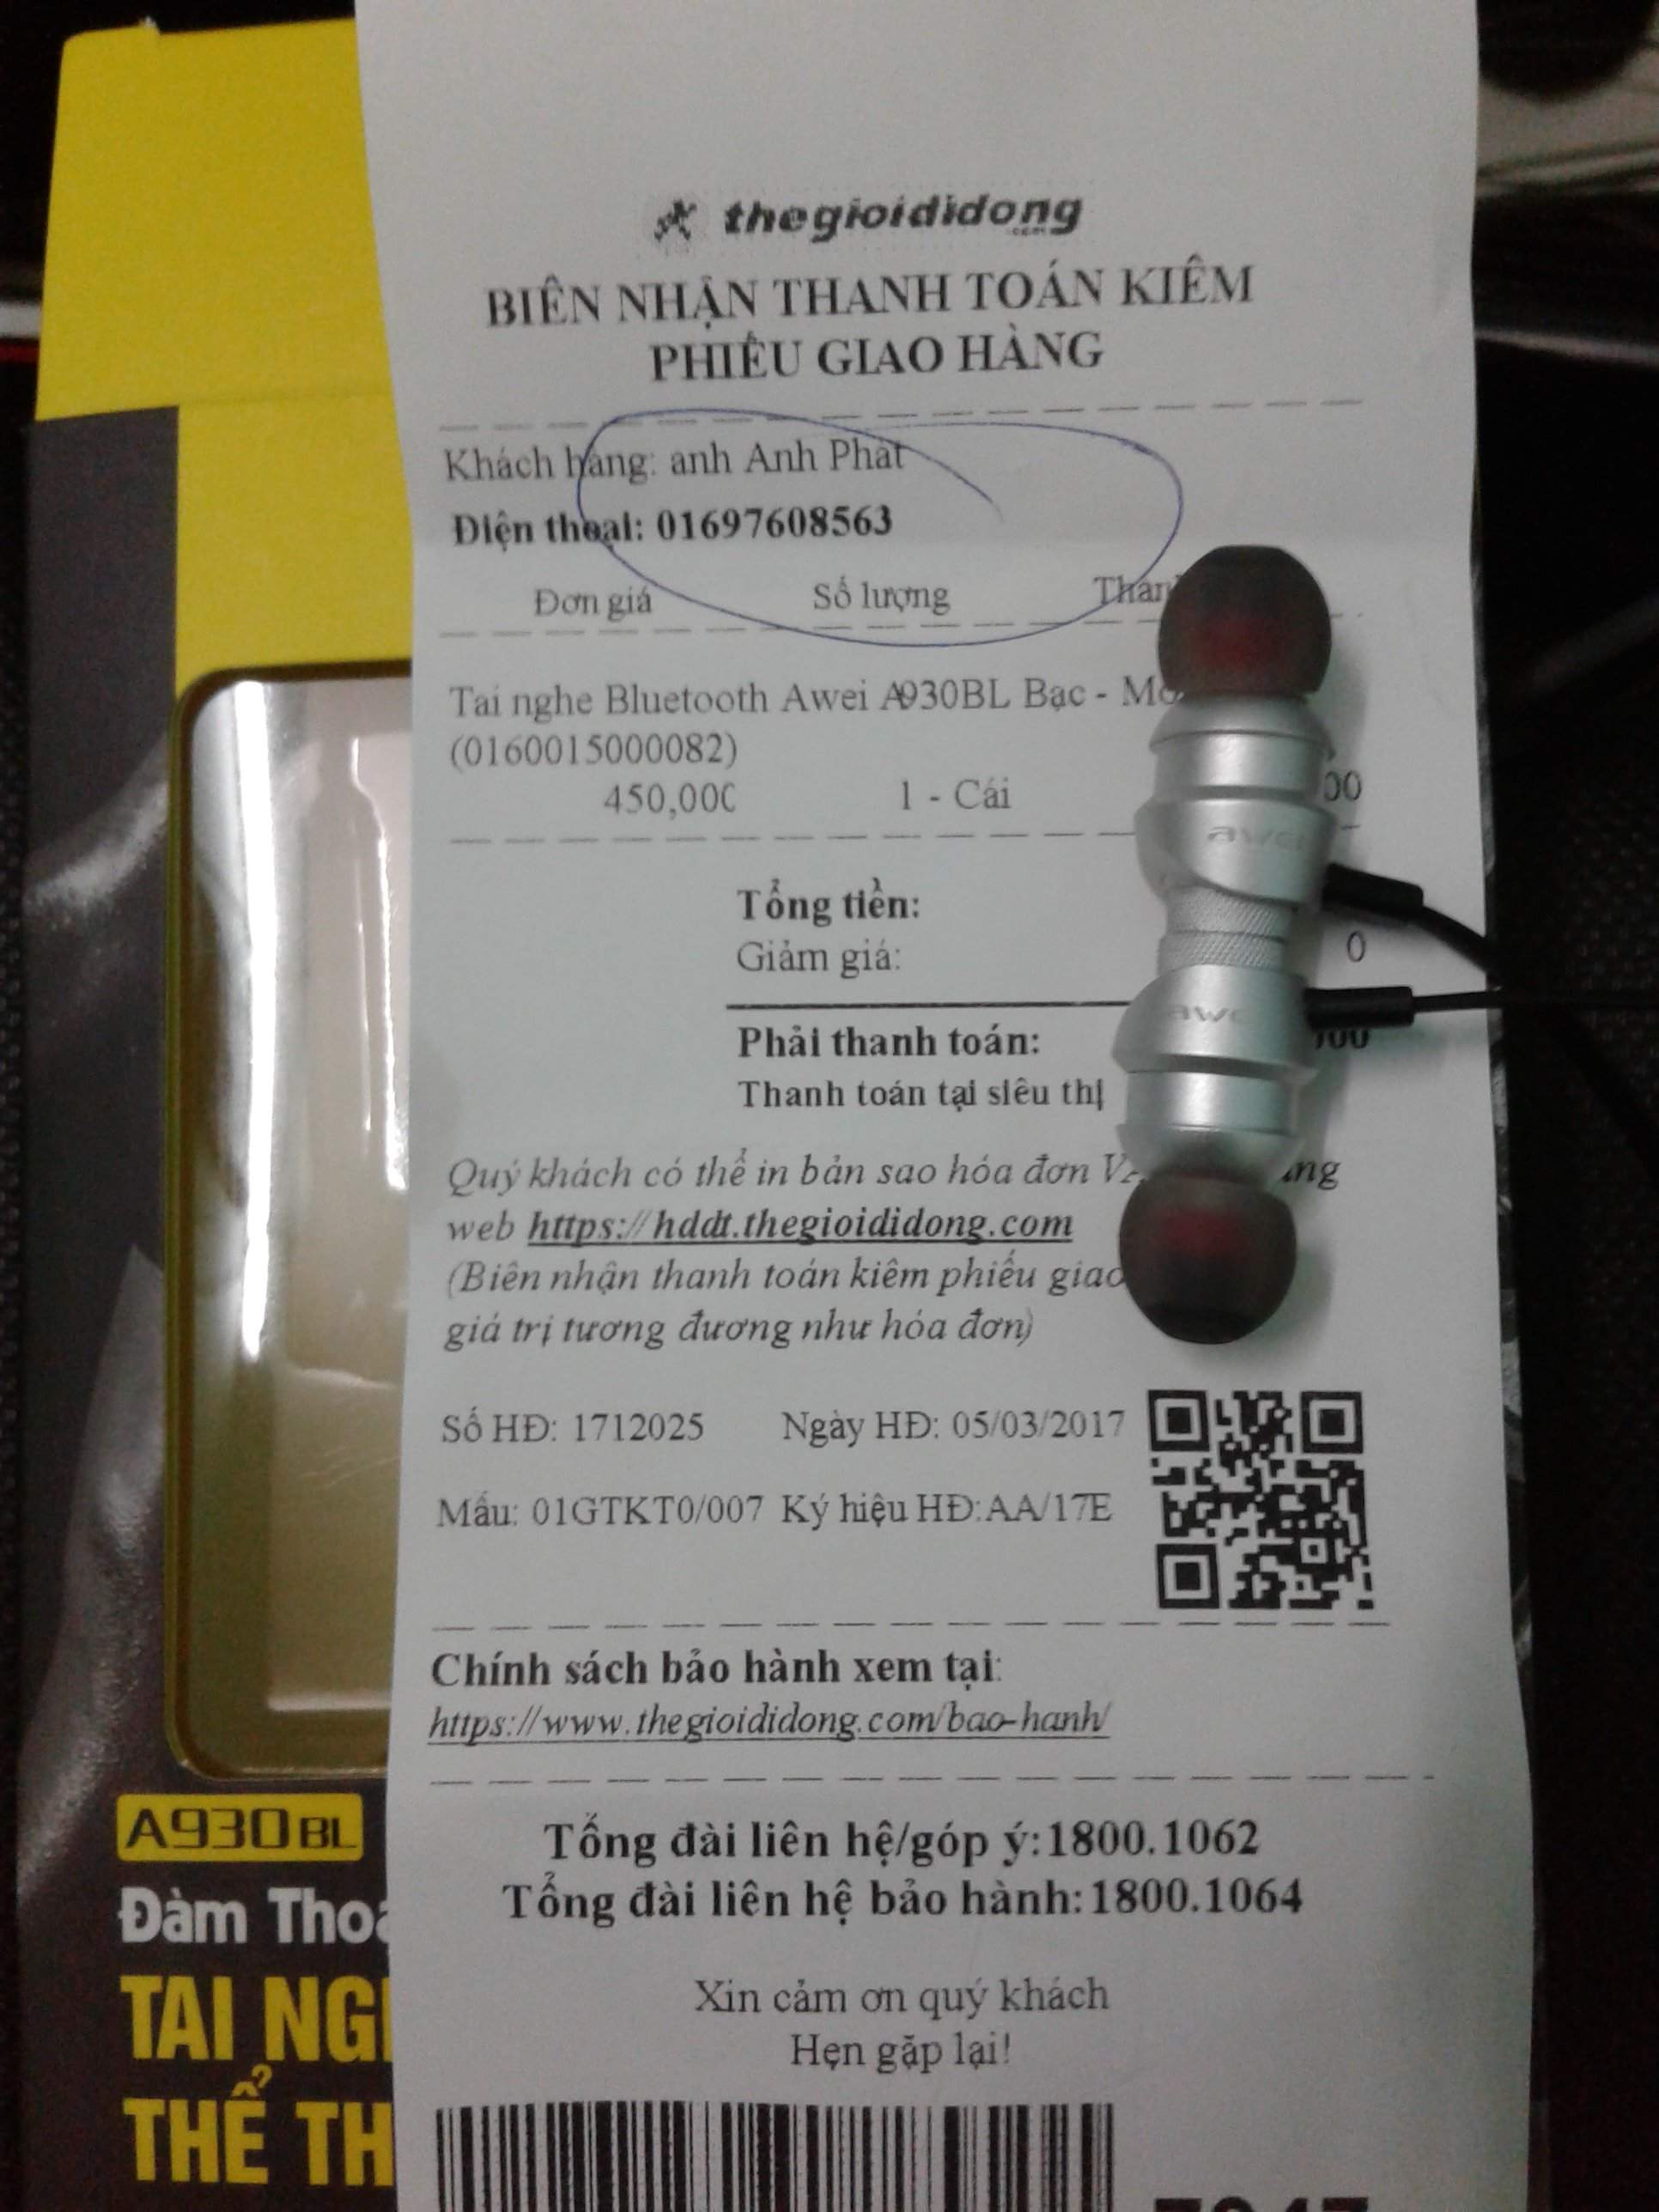 thegioididong
.com
BIÊN NHẬN THANH TOÁN KIÊM
PHIẾU GIAO HÀNG
Khách hàng: anh Anh Phát
Điện thoại: 01697608563
Đơn giá Số lượng
Tai nghe Bluetooth Awei A930BL Bạc -
(0160015000082)
450,000 1 - Cái
awei
Tổng tiền:
Giảm giá: 0
Phải thanh toán:
Thanh toán tại siêu thị
Quý khách có thể in bản sao hóa đơn
web https://hddt.thegioididong.com
(Biên nhận thanh toán kiêm phiếu giao
giá trị tương đương như hóa đơn)
Số HĐ: 1712025 Ngày HĐ: 05/03/2017
Mẫu: 01GTKT0/007 Ký hiệu HĐ:AA/17E
Chính sách bảo hành xem tại:
https://www.thegioididong.com/bao-hanh/
Tổng đài liên hệ/góp ý:1800.1062
Tổng đài liên hệ bảo hành:1800.1064
Xin cảm ơn quý khách
Hẹn gặp lại!
A930BL
Đàm
TAI
THỂ